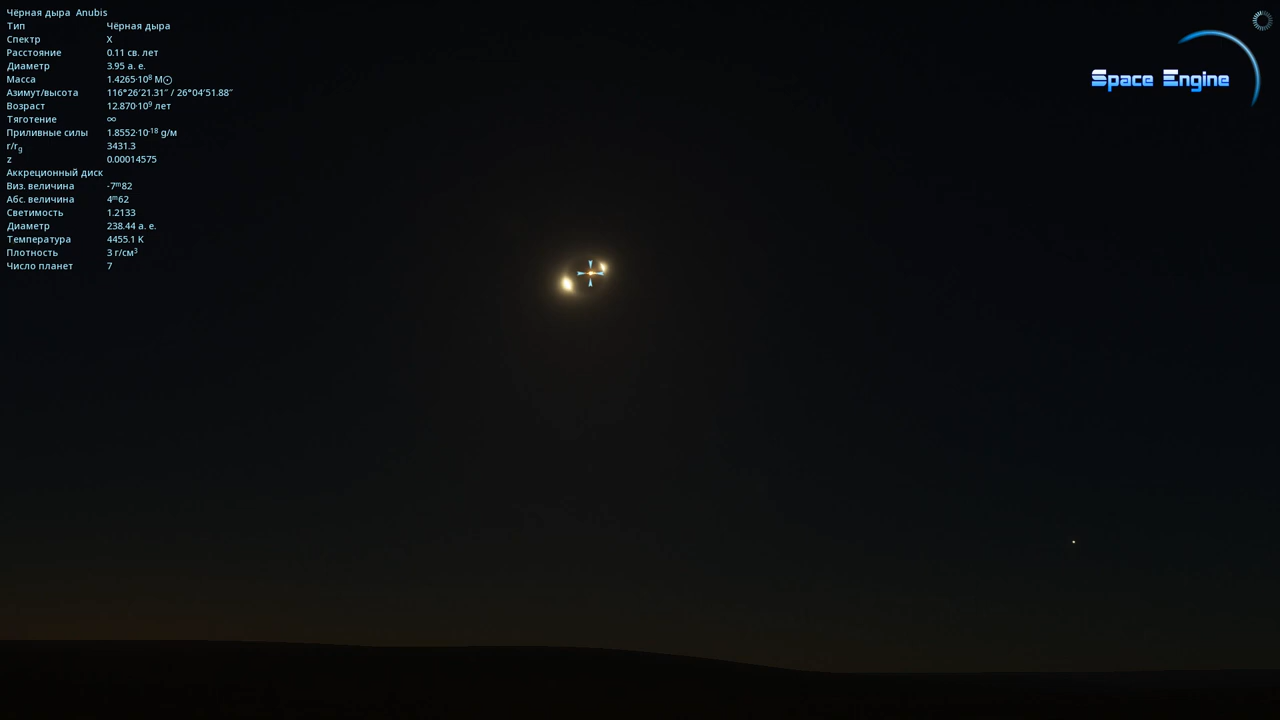 Чёрная дыра Anubis
Тип Чёрная дыра
Спектр X
Расстояние 0.11 св. лет
Диаметр 3.95 а. е.
Масса 1.4265·10⁸ M☉
Азимут/высота 116°26′21.31″ / 26°04′51.88″
Возраст 12.870·10⁹ лет
Тяготение ∞
Приливные силы 1.8552·10⁻¹⁸ g/м
r/rg 3431.3
z 0.00014575
Аккреционный диск
Виз. величина -7ᵐ82
Абс. величина 4ᵐ62
Светимость 1.2133
Диаметр 238.44 а. е.
Температура 4455.1 K
Плотность 3 г/см³
Число планет 7
Space Engine